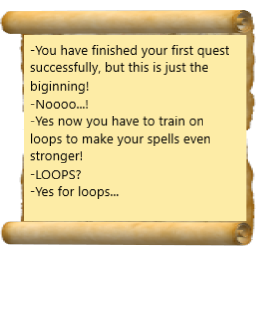 -You have finished your first quest
successfully, but this is just the
biginning!
-Noooo...!
-Yes now you have to train on
loops to make your spells even
stronger!
-LOOPS?
-Yes for loops...